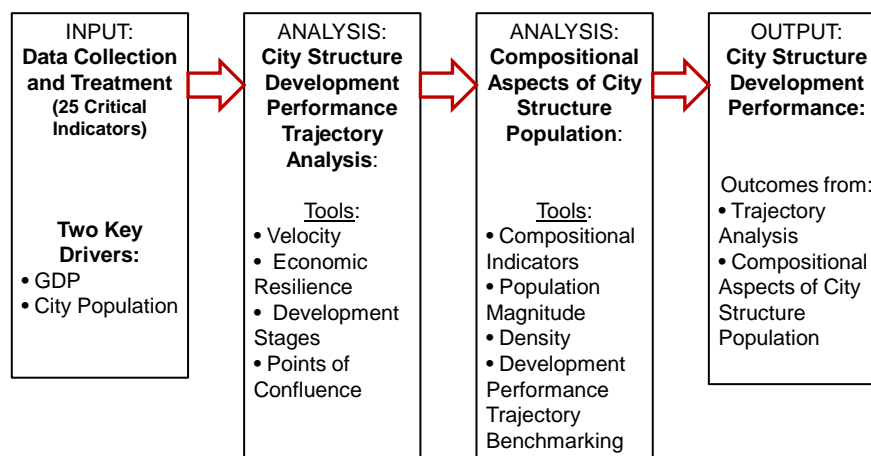 INPUT:
Data Collection
and Treatment
(25 Critical
Indicators)
Two Key
Drivers:
• GDP
• City Population
ANALYSIS:
City Structure
Development
Performance
Trajectory
Analysis:
Tools:
• Velocity
• Economic
Resilience
• Development
Stages
• Points of
Confluence
ANALYSIS:
Compositional
Aspects of City
Structure
Population:
Tools:
• Compositional
Indicators
• Population
Magnitude
• Density
• Development
Performance
Trajectory
Benchmarking
OUTPUT:
City Structure
Development
Performance:
Outcomes from:
• Trajectory
Analysis
• Compositional
Aspects of City
Structure
Population